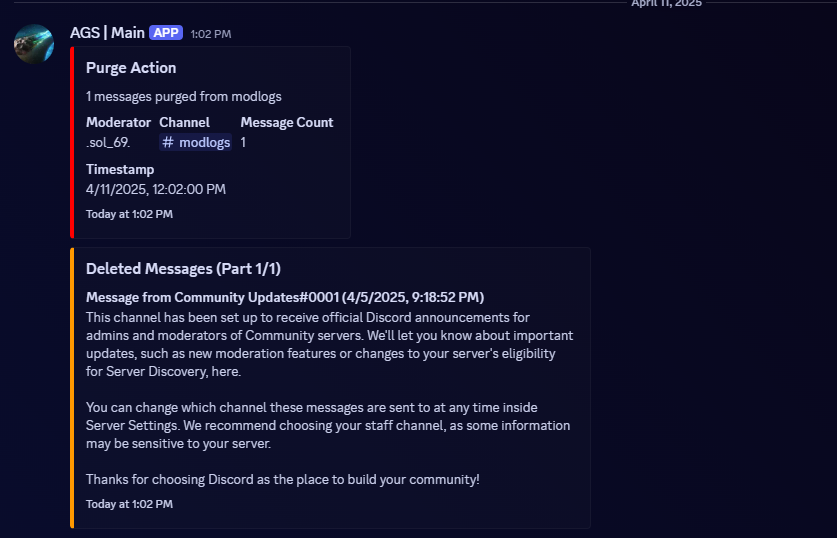 April 11, 2025
AGS | Main APP 1:02 PM
Purge Action
1 messages purged from modlogs
Moderator Channel Message Count
.sol_69. # modlogs 1
Timestamp
4/11/2025, 12:02:00 PM
Today at 1:02 PM
Deleted Messages (Part 1/1)
Message from Community Updates#0001 (4/5/2025, 9:18:52 PM)
This channel has been set up to receive official Discord announcements for
admins and moderators of Community servers. We'll let you know about important
updates, such as new moderation features or changes to your server's eligibility
for Server Discovery, here.
You can change which channel these messages are sent to at any time inside
Server Settings. We recommend choosing your staff channel, as some information
may be sensitive to your server.
Thanks for choosing Discord as the place to build your community!
Today at 1:02 PM